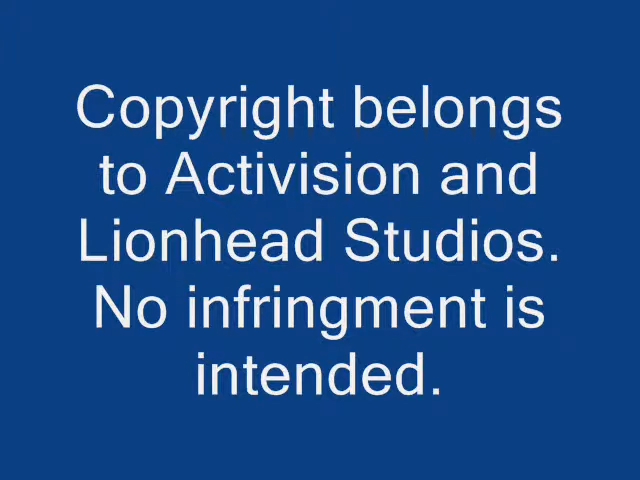 Copyright belongs
to Activision and
Lionhead Studios.
No infringment is
intended.